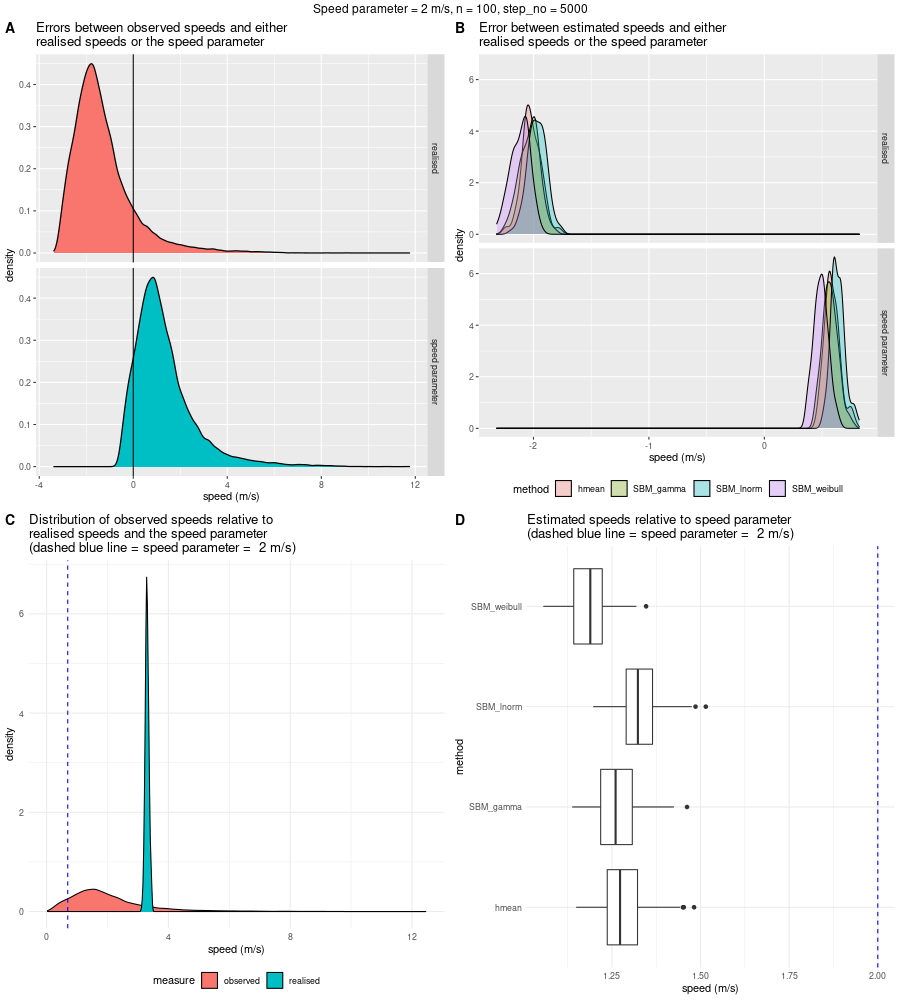 Speed parameter = 2 m/s, n = 100, step_no = 5000
A
Errors between observed speeds and either
realised speeds or the speed parameter
density
0.4
0.3
0.2
0.1
0.0
realised
0.4
0.3
0.2
0.1
0.0
speed parameter
-4
0
4
8
12
speed (m/s)
B
Error between estimated speeds and either
realised speeds or the speed parameter
density
6
4
2
0
realised
6
4
2
0
speed parameter
-2
-1
0
speed (m/s)
method
hmean
SBM_gamma
SBM_lnorm
SBM_weibull
C
Distribution of observed speeds relative to
realised speeds and the speed parameter
(dashed blue line = speed parameter = 2 m/s)
density
6
4
2
0
0
4
8
12
speed (m/s)
measure
observed
realised
D
Estimated speeds relative to speed parameter
(dashed blue line = speed parameter = 2 m/s)
method
SBM_weibull
SBM_lnorm
SBM_gamma
hmean
1.25
1.50
1.75
2.00
speed (m/s)